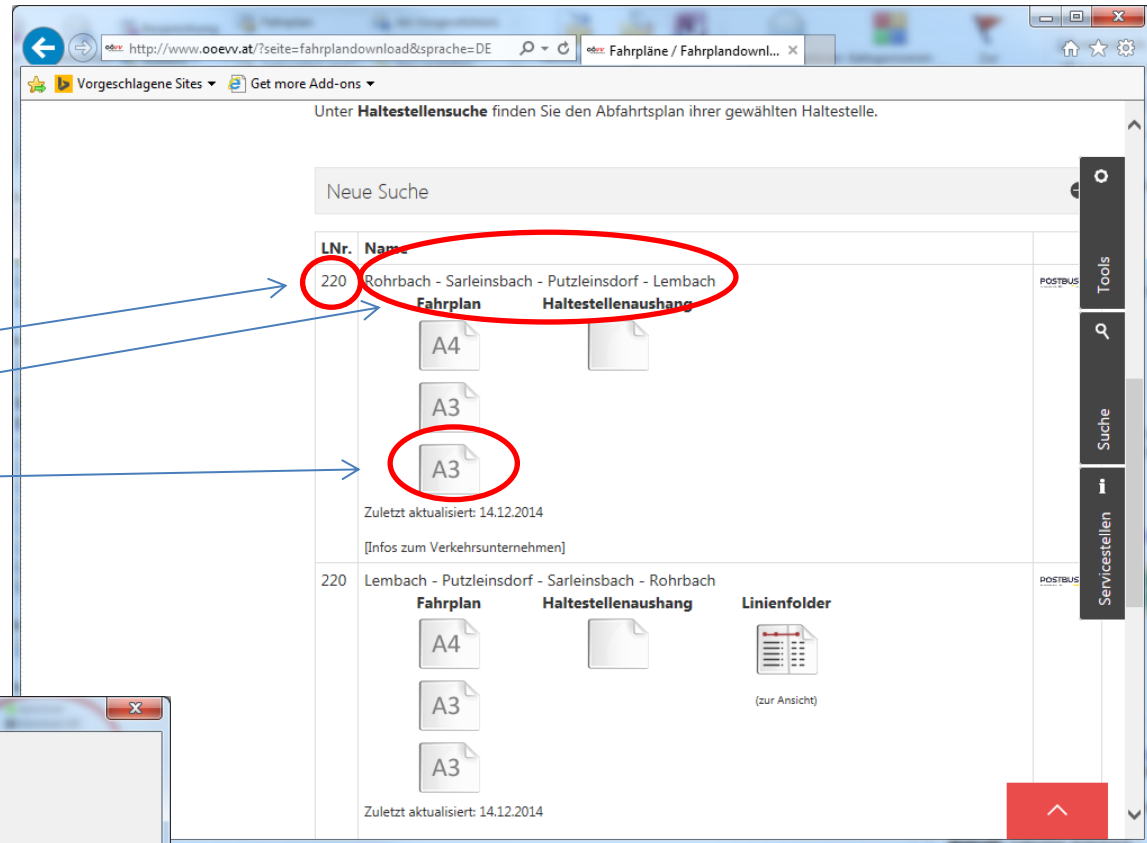 http://www.ooevv.at/?seite=fahrplandownload&sprache=DE
Fahrpläne / Fahrplandownl...
Vorgeschlagene Sites
Get more Add-ons
Unter Haltestellensuche finden Sie den Abfahrtsplan ihrer gewählten Haltestelle.
Neue Suche
LNr. Name
220 Rohrbach - Sarleinsbach - Putzleinsdorf - Lembach POSTBUS
Fahrplan Haltestellenaushang
A4
A3
A3
Zuletzt aktualisiert: 14.12.2014
[Infos zum Verkehrsunternehmen]
220 Lembach - Putzleinsdorf - Sarleinsbach - Rohrbach POSTBUS
Fahrplan Haltestellenaushang Linienfolder
A4
(zur Ansicht)
A3
A3
Zuletzt aktualisiert: 14.12.2014
Tools
Suche
Servicestellen